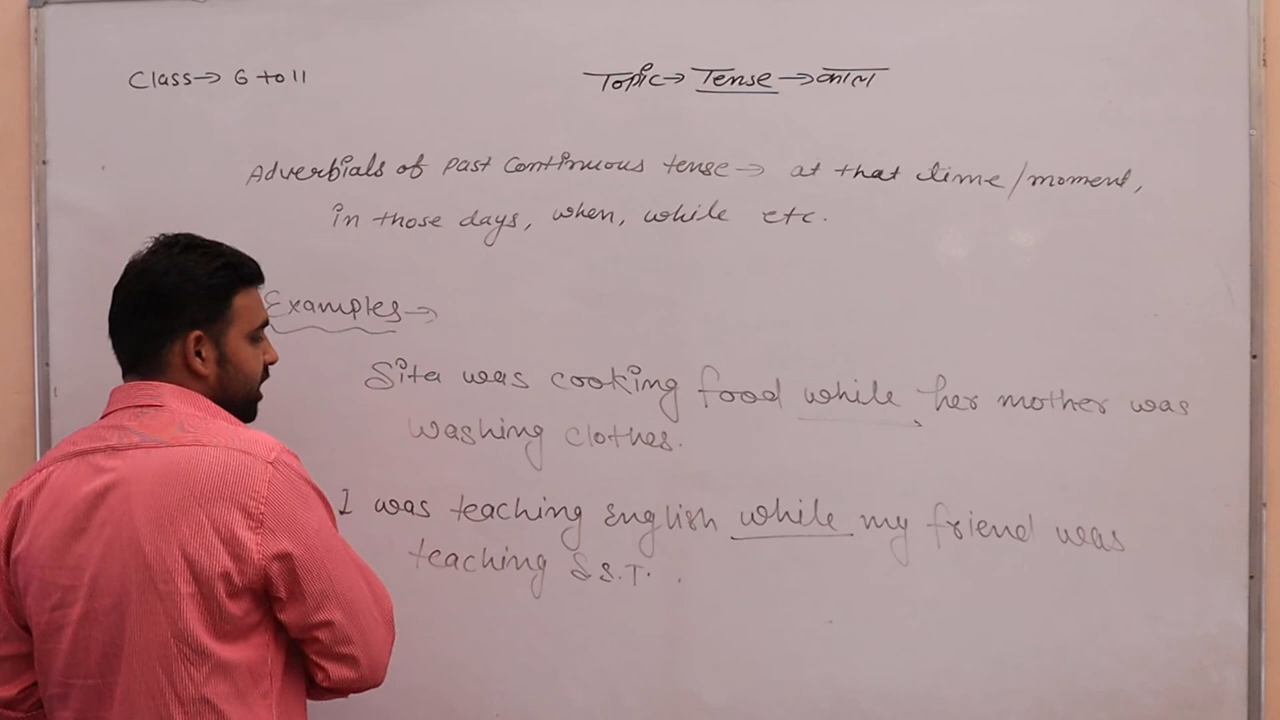 Class→ 6 to 11
Topic→ Tense → काल
Adverbials of past continuous tense → at that time/moment,
in those days, when, while etc.
Examples→
Sita was cooking food while her mother was
washing clothes.
I was teaching English while my friend was
teaching S.S.T.